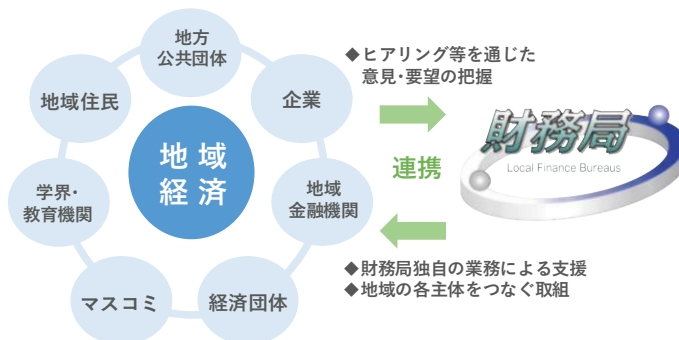 地方
公共団体
企業
地域
金融機関
経済団体
マスコミ
学界・
教育機関
地域住民
地域
経済
◆ヒアリング等を通じた
意見・要望の把握
連携
◆財務局独自の業務による支援
◆地域の各主体をつなぐ取組
財務局
Local Finance Bureaus